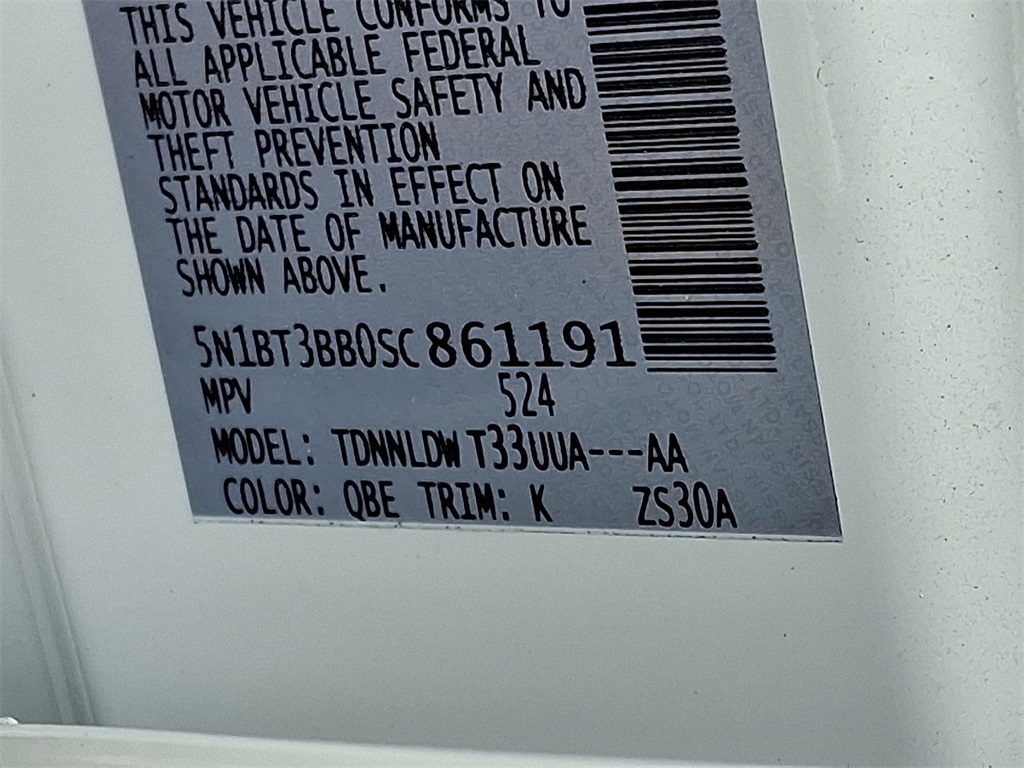 THIS VEHICLE CONFORMS TO
ALL APPLICABLE FEDERAL
MOTOR VEHICLE SAFETY AND
THEFT PREVENTION
STANDARDS IN EFFECT ON
THE DATE OF MANUFACTURE
SHOWN ABOVE.
5N1BT3BB0SC861191
MPV 524
MODEL: TDNNLDW T33UUA---AA
COLOR: QBE TRIM: K ZS30A